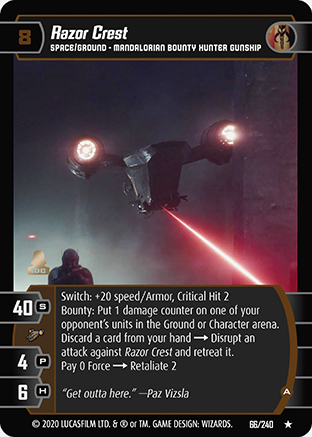 8
Razor Crest
SPACE/GROUND - MANDALORIAN BOUNTY HUNTER GUNSHIP
40 S
4 P
6 H
Switch: +20 speed/Armor, Critical Hit 2
Bounty: Put 1 damage counter on one of your
opponent's units in the Ground or Character arena.
Discard a card from your hand → Disrupt an
attack against Razor Crest and retreat it.
Pay 0 Force → Retaliate 2
"Get outta here." —Paz Vizsla
A
© 2020 LUCASFILM LTD. & ® OR TM. GAME DESIGN: WIZARDS.
66/240 ★